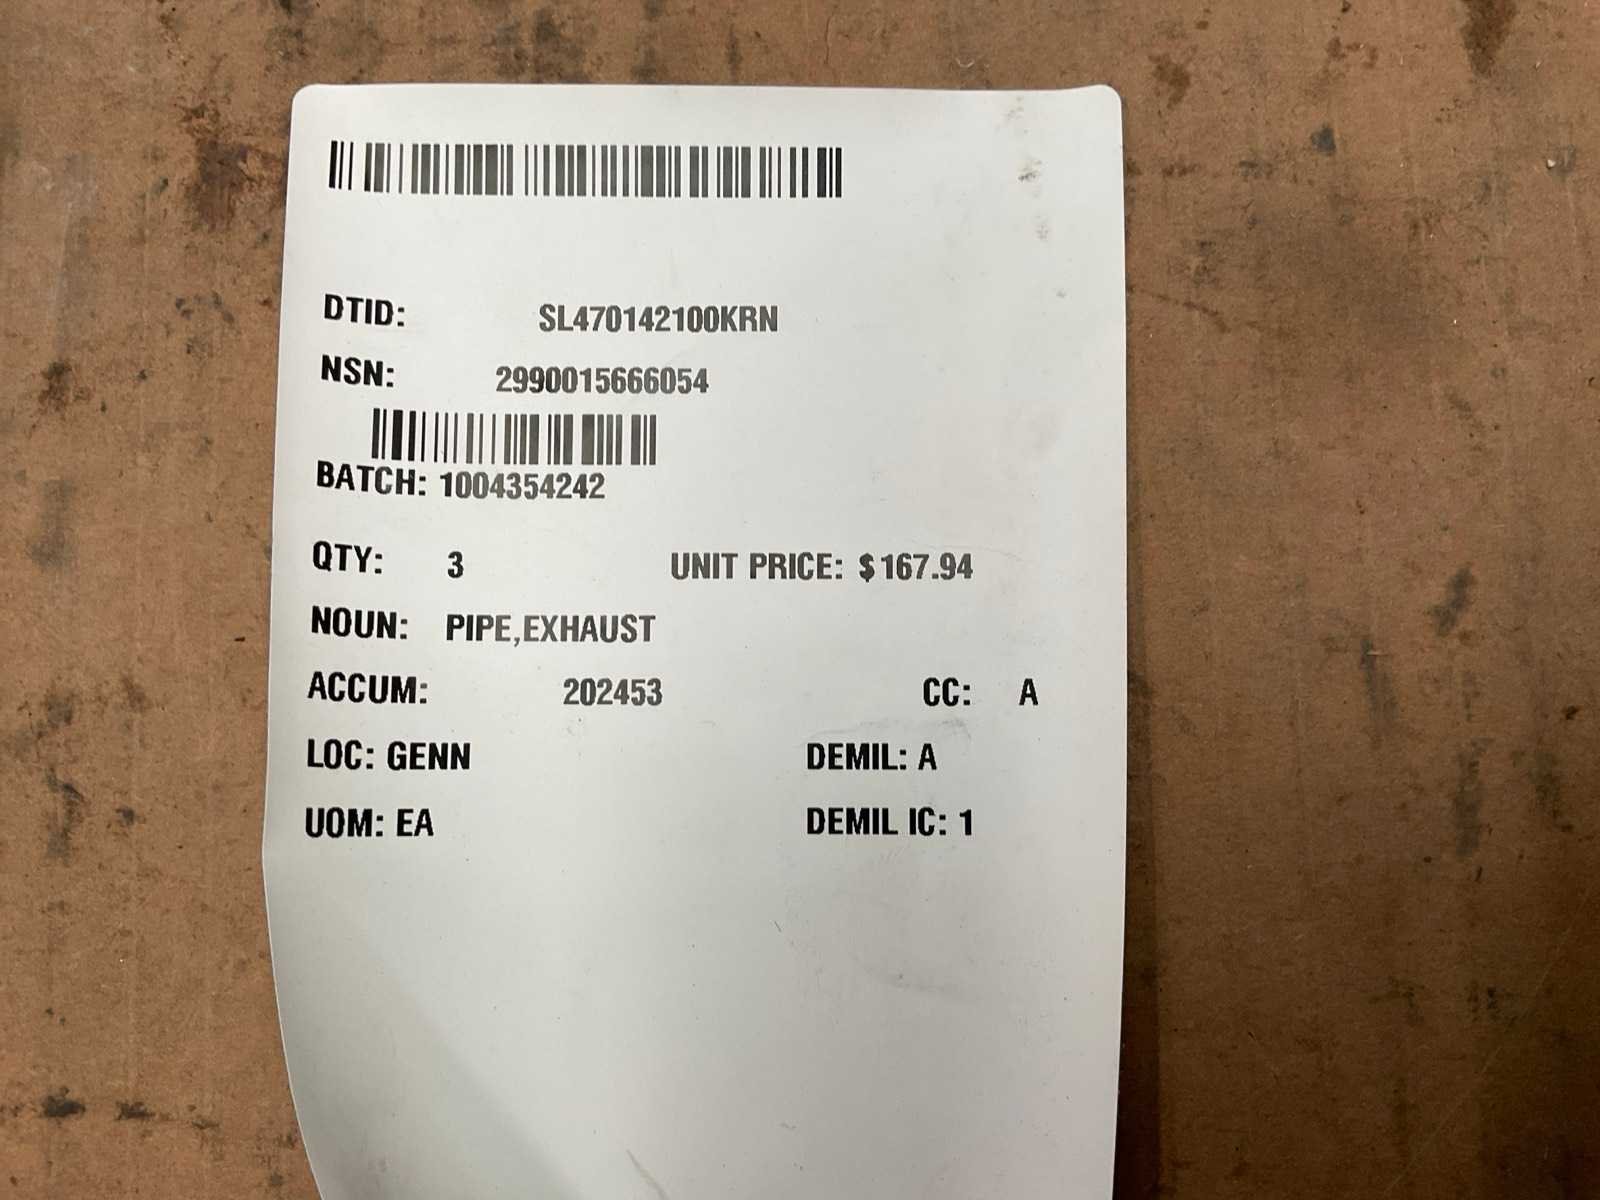 DTID: SL470142100KRN
NSN: 2990015666054
BATCH: 1004354242
QTY: 3 UNIT PRICE: $167.94
NOUN: PIPE,EXHAUST
ACCUM: 202453 CC: A
LOC: GENN DEMIL: A
UOM: EA DEMIL IC: 1